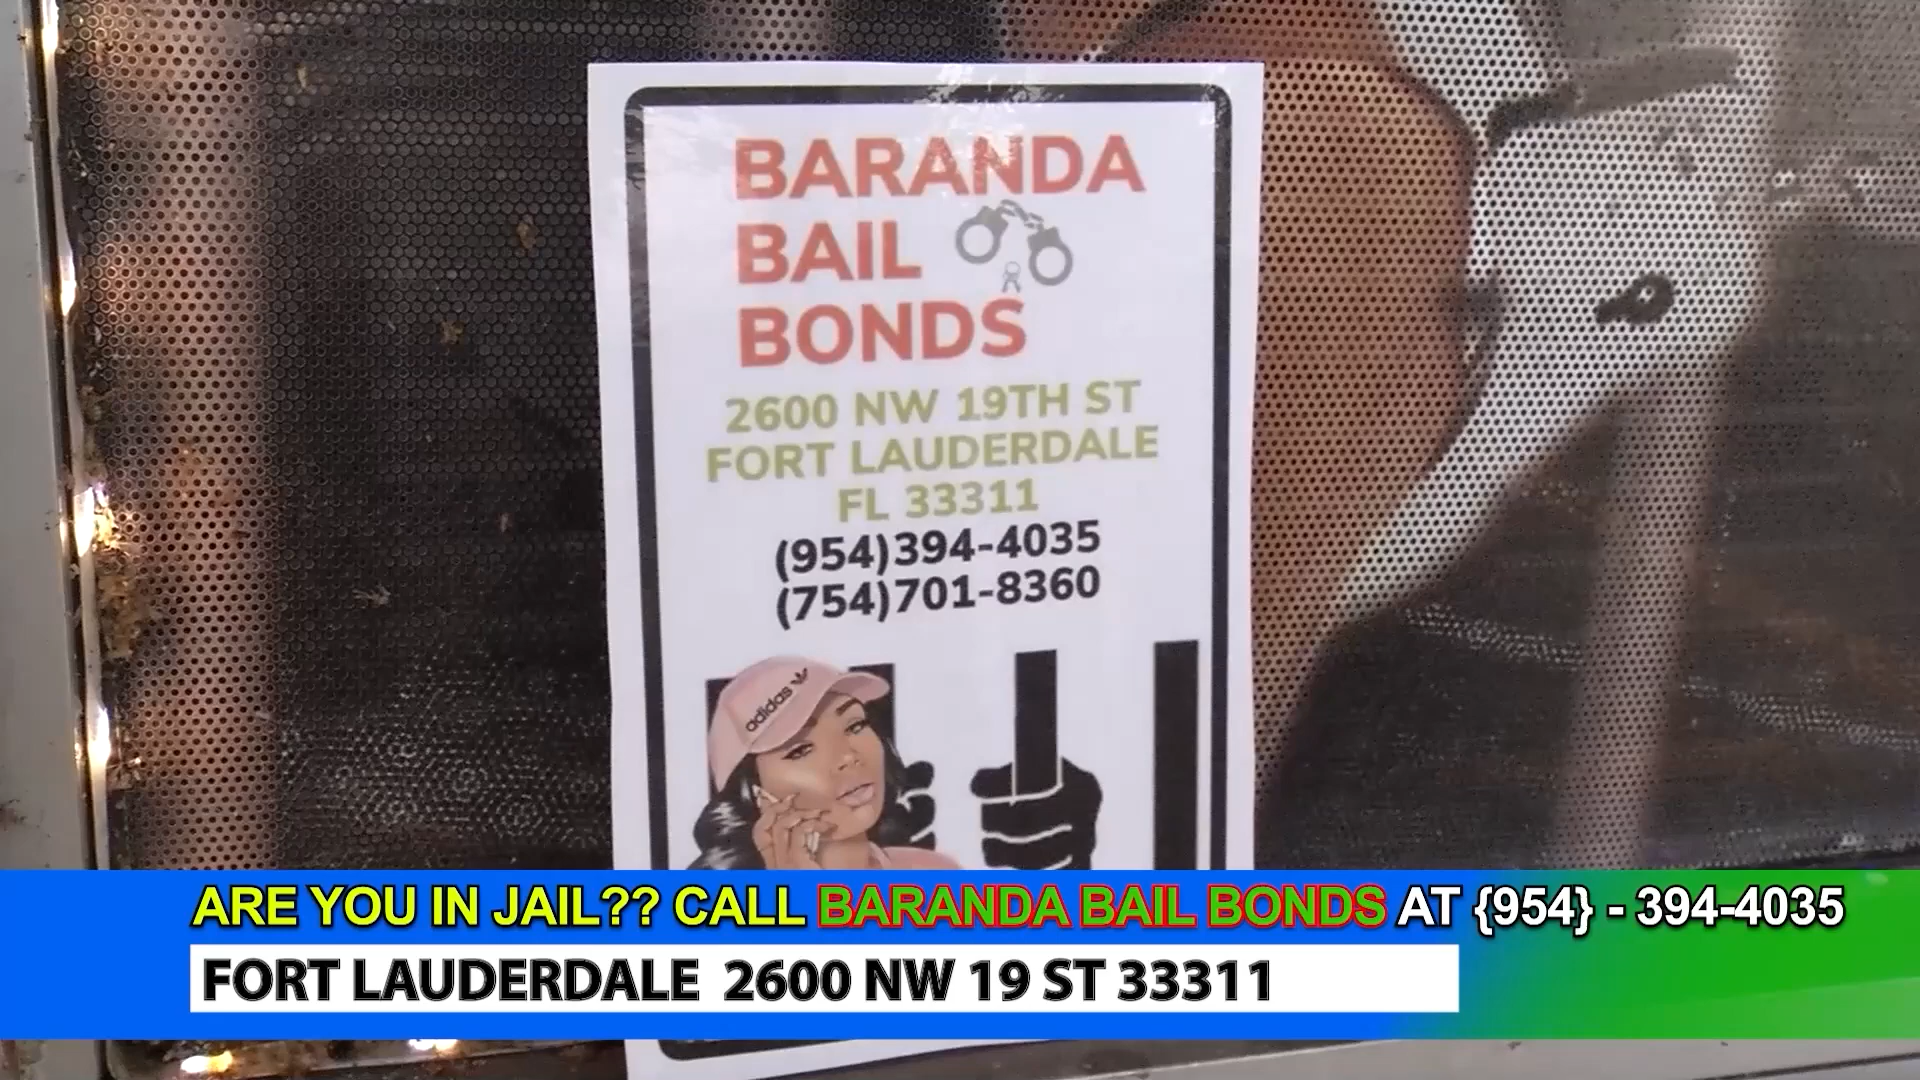 BARANDA
BAIL
BONDS
2600 NW 19TH ST
FORT LAUDERDALE
FL 33311
(954)394-4035
(754)701-8360
adidas
ARE YOU IN JAIL?? CALL BARANDA BAIL BONDS AT {954} - 394-4035
FORT LAUDERDALE 2600 NW 19 ST 33311